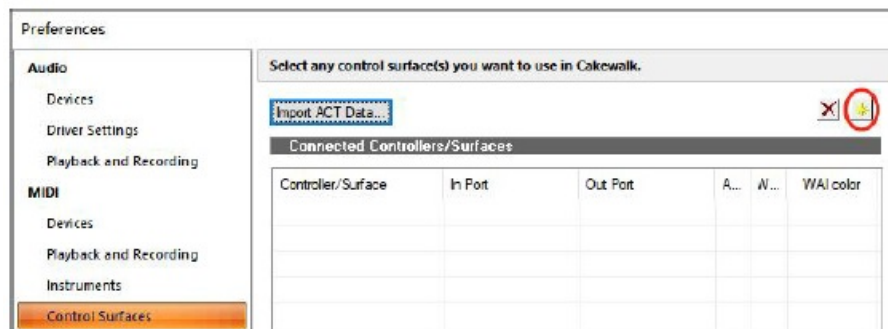 Preferences
Audio
Devices
Driver Settings
Playback and Recording
MIDI
Devices
Playback and Recording
Instruments
Control Surfaces
Select any control surface(s) you want to use in Cakewalk.
Import ACT Data...
Connected Controllers/Surfaces
Controller/Surface In Port Out Port A... W... WAI color